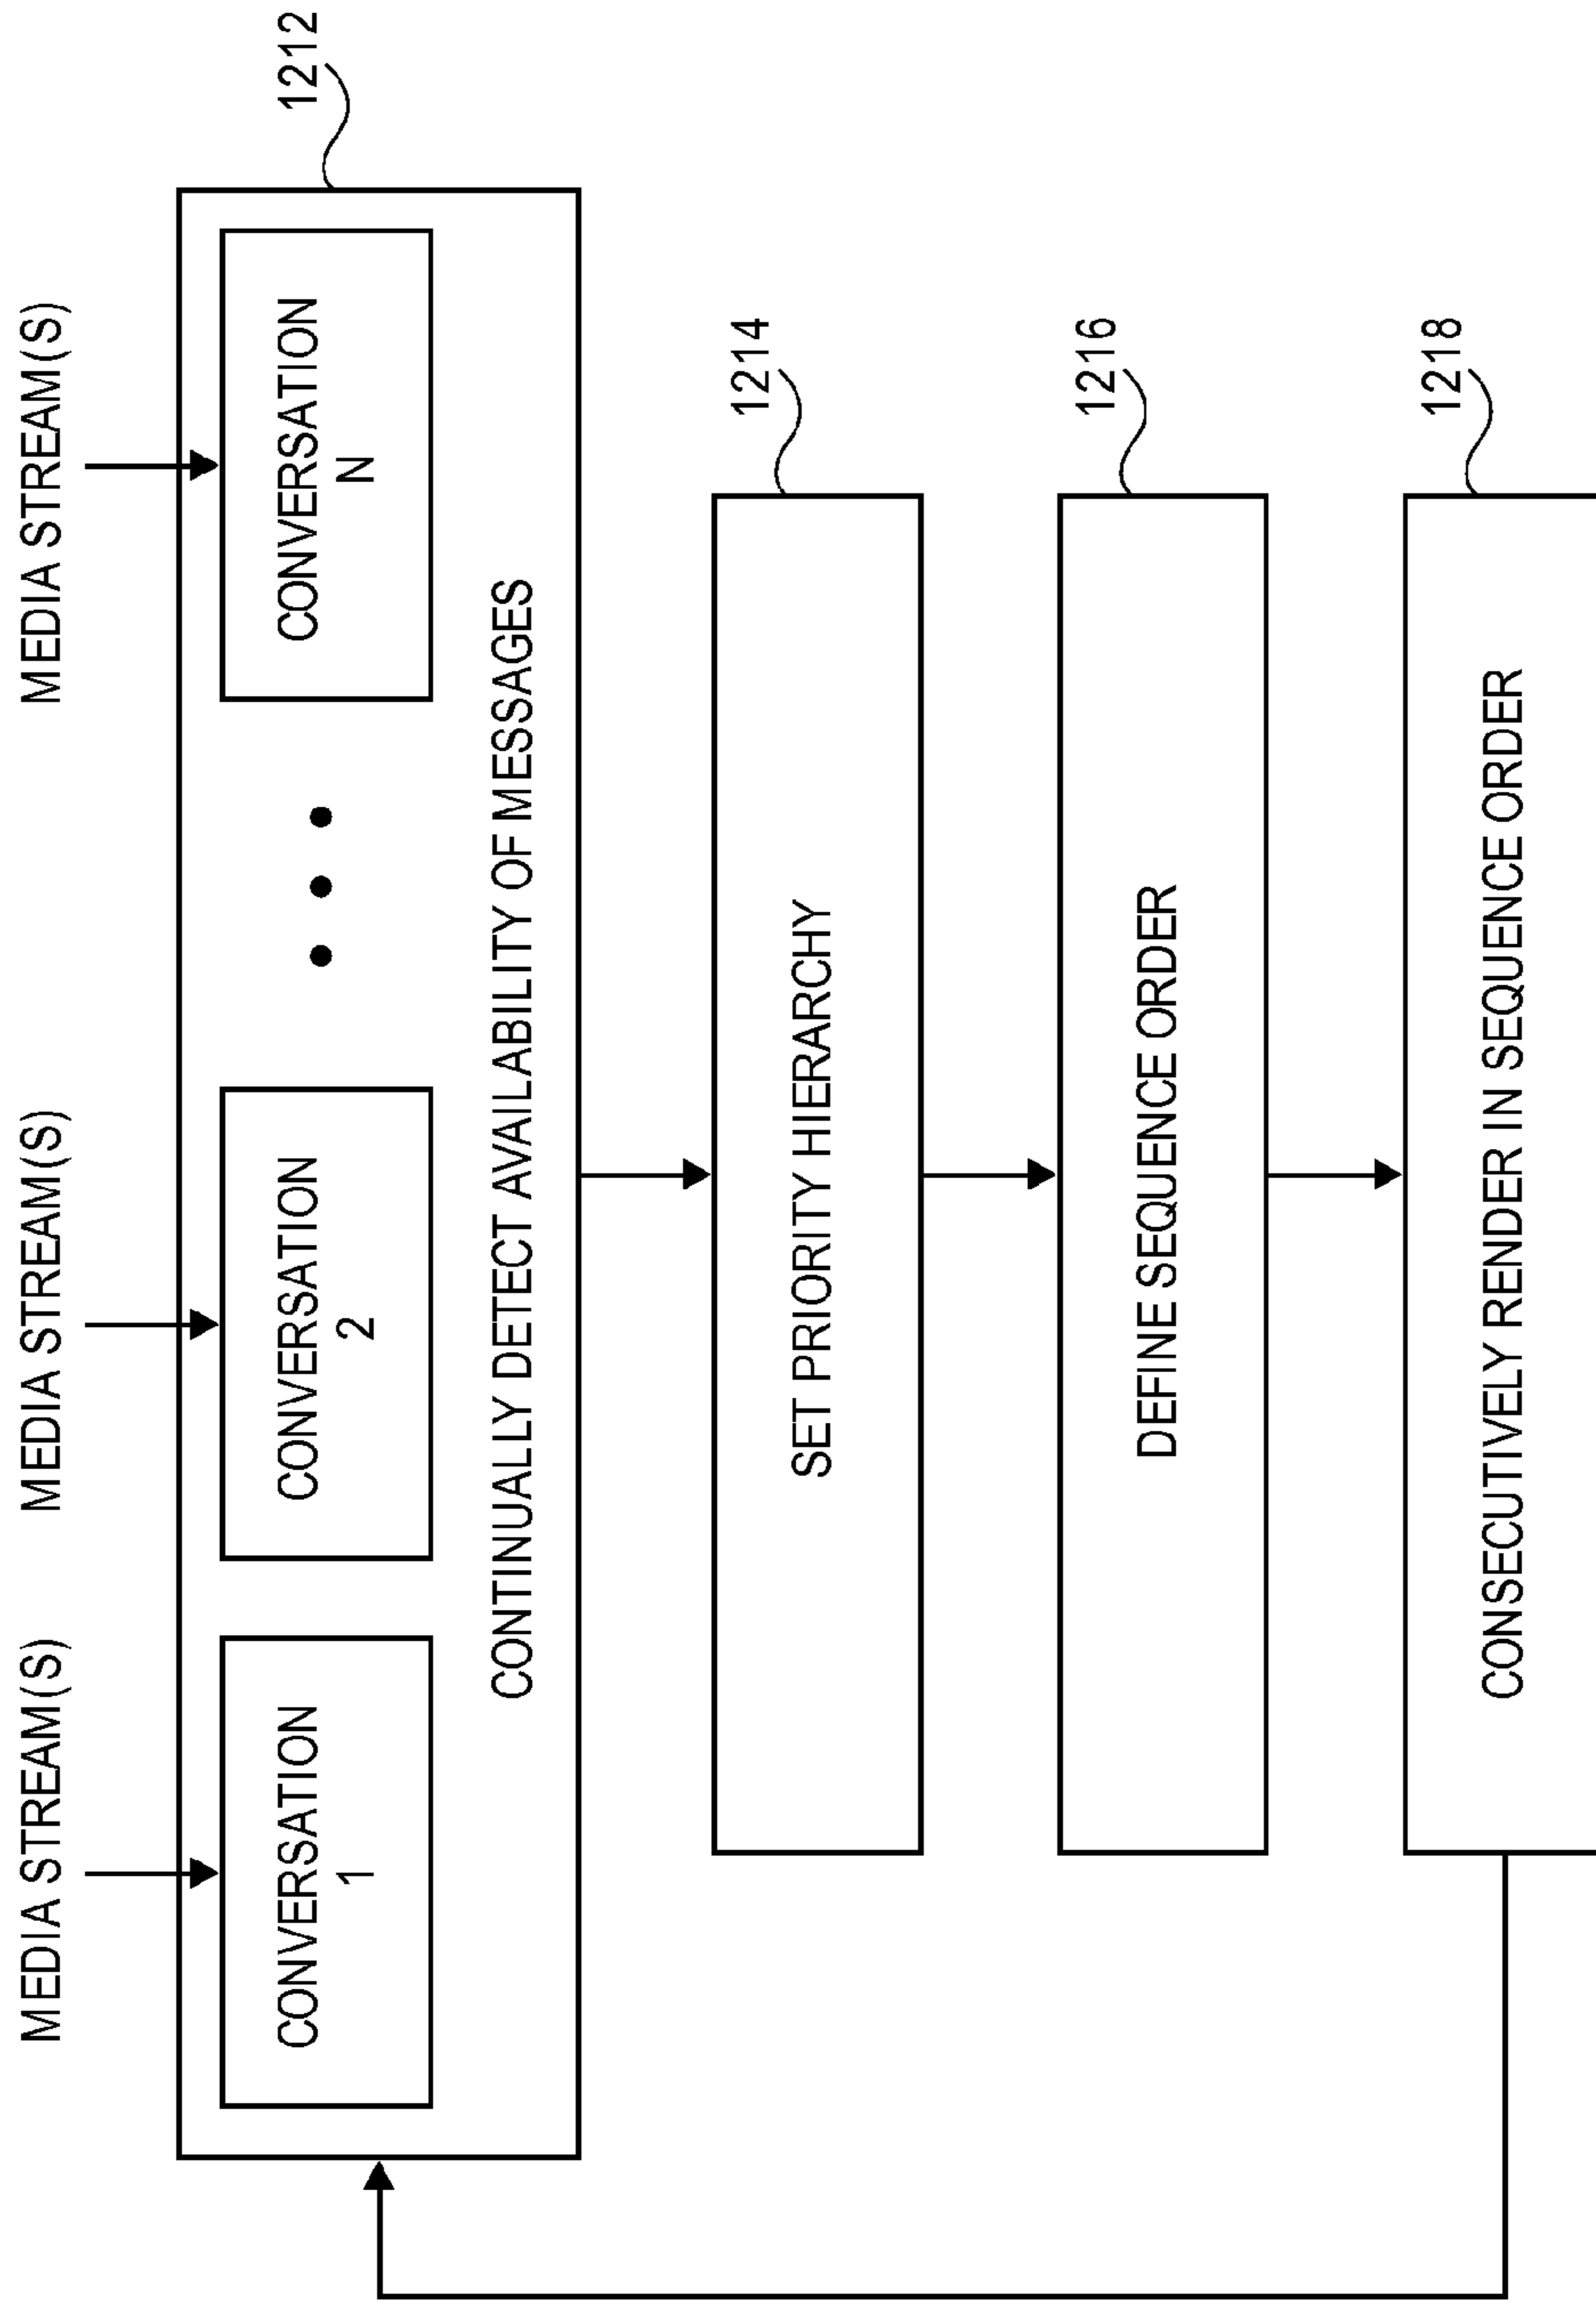 MEDIA STREAM(S)
MEDIA STREAM(S)
MEDIA STREAM(S)
1212
CONVERSATION
1
CONVERSATION
2
CONVERSATION
N
CONTINUALLY DETECT AVAILABILITY OF MESSAGES
1214
SET PRIORITY HIERARCHY
1216
DEFINE SEQUENCE ORDER
1218
CONSECUTIVELY RENDER IN SEQUENCE ORDER